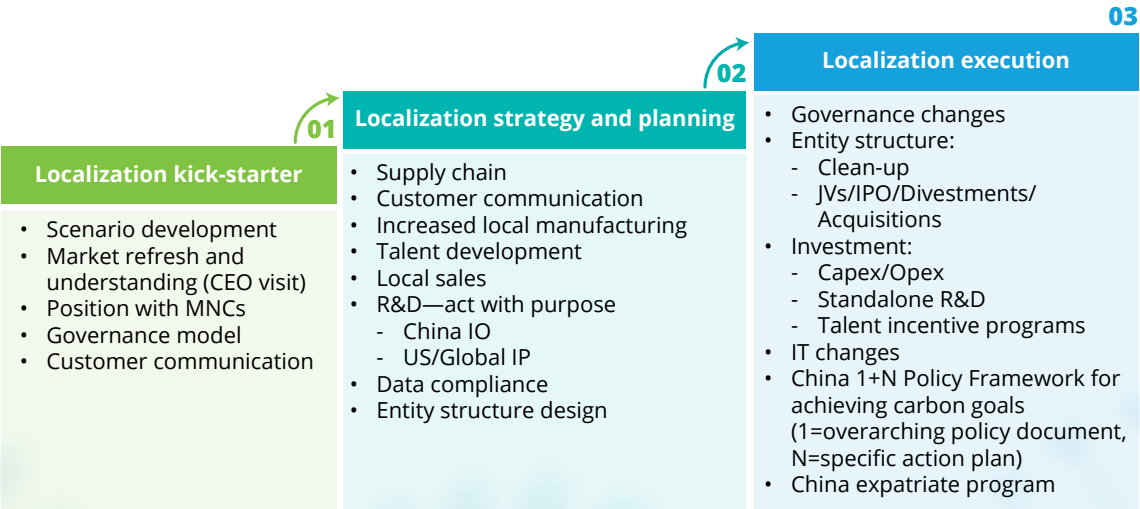 01
Localization kick-starter
• Scenario development
• Market refresh and
understanding (CEO visit)
• Position with MNCs
• Governance model
• Customer communication
02
Localization strategy and planning
• Supply chain
• Customer communication
• Increased local manufacturing
• Talent development
• Local sales
• R&D—act with purpose
- China IO
- US/Global IP
• Data compliance
• Entity structure design
03
Localization execution
• Governance changes
• Entity structure:
- Clean-up
- JVs/IPO/Divestments/
Acquisitions
• Investment:
- Capex/Opex
- Standalone R&D
- Talent incentive programs
• IT changes
• China 1+N Policy Framework for
achieving carbon goals
(1=overarching policy document,
N=specific action plan)
• China expatriate program